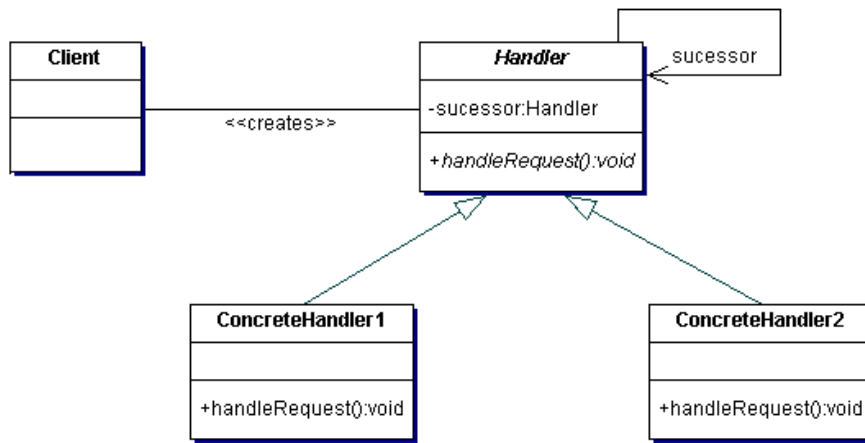 Client
Handler
sucessor
-sucessor:Handler
<<creates>>
+handleRequest():void
ConcreteHandler1
ConcreteHandler2
+handleRequest():void
+handleRequest():void